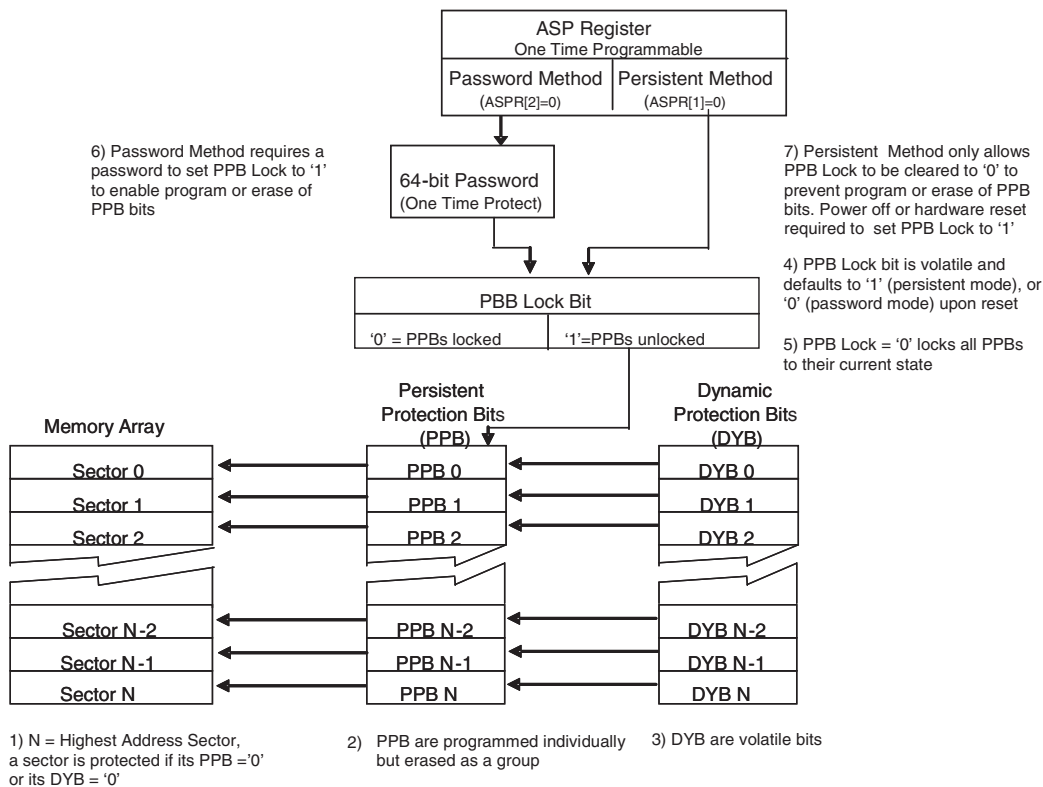 ASP Register
One Time Programmable
Password Method
(ASPR[2]=0)
Persistent Method
(ASPR[1]=0)
6) Password Method requires a
password to set PPB Lock to ‘1’
to enable program or erase of
PPB bits
64-bit Password
(One Time Protect)
7) Persistent Method only allows
PPB Lock to be cleared to ‘0’ to
prevent program or erase of PPB
bits. Power off or hardware reset
required to set PPB Lock to ‘1’
4) PPB Lock bit is volatile and
defaults to ‘1’ (persistent mode), or
‘0’ (password mode) upon reset
5) PPB Lock = ‘0’ locks all PPBs
to their current state
PBB Lock Bit
‘0’ = PPBs locked
‘1’=PPBs unlocked
Memory Array
Sector 0
Sector 1
Sector 2
Sector N-2
Sector N-1
Sector N
Persistent
Protection Bits
(PPB)
PPB 0
PPB 1
PPB 2
PPB N-2
PPB N-1
PPB N
Dynamic
Protection Bits
(DYB)
DYB 0
DYB 1
DYB 2
DYB N-2
DYB N-1
DYB N
1) N = Highest Address Sector,
a sector is protected if its PPB =‘0’
or its DYB = ‘0’
2) PPB are programmed individually
but erased as a group
3) DYB are volatile bits